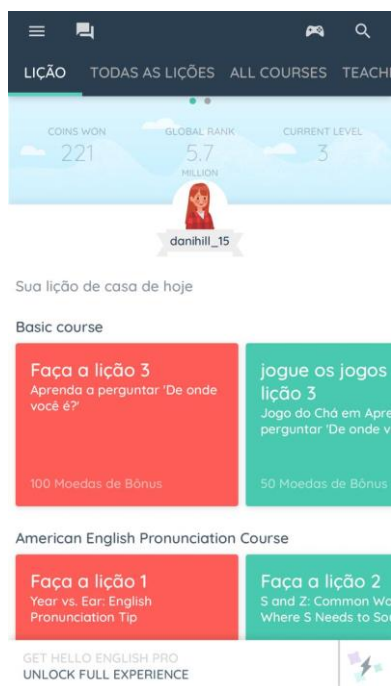 LIÇÃO TODAS AS LIÇÕES ALL COURSES
COINS WON GLOBAL RANK CURRENT LEVEL
221 5.7 3
MILLION
danihill_15
Sua lição de casa de hoje
Basic course
Faça a lição 3
Aprenda a perguntar 'De onde
você é?'
100 Moedas de Bônus
jogue os jogos
lição 3
Jogo do Chá em
perguntar 'De onde
50 Moedas de Bônus
American English Pronunciation Course
Faça a lição 1
Year vs. Ear: English
Pronunciation Tip
Faça a lição 2
S and Z: Common
Where S Needs to
GET HELLO ENGLISH PRO
UNLOCK FULL EXPERIENCE